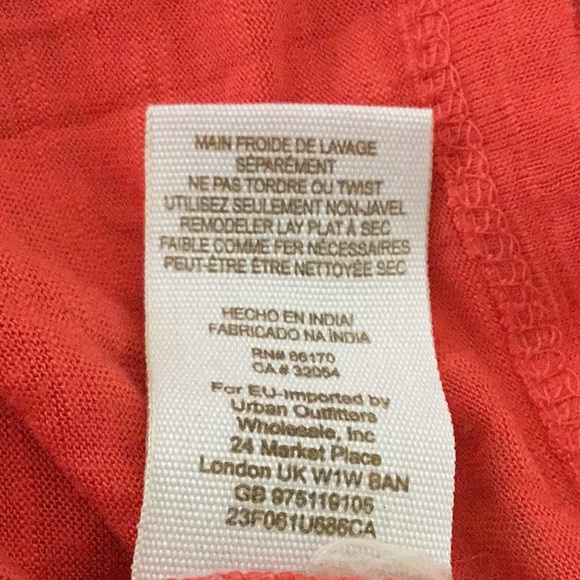 MAIN FROIDE DE LAVAGE
SÉPARÉMENT
NE PAS TORDRE OU TWIST
UTILISEZ SEULEMENT NON-JAVEL
REMODELER LAY PLAT À SEC
FAIBLE COMME FER NÉCESSAIRES
PEUT-ÊTRE ÊTRE NETTOYÉE SEC
HECHO EN INDIA/
FABRICADO NA ÍNDIA
RN# 66170
CA # 32054
For EU-Imported by
Urban Outfitters
Wholesale, Inc
24 Market Place
London UK W1W 8AN
GB 975119105
23F061U686CA